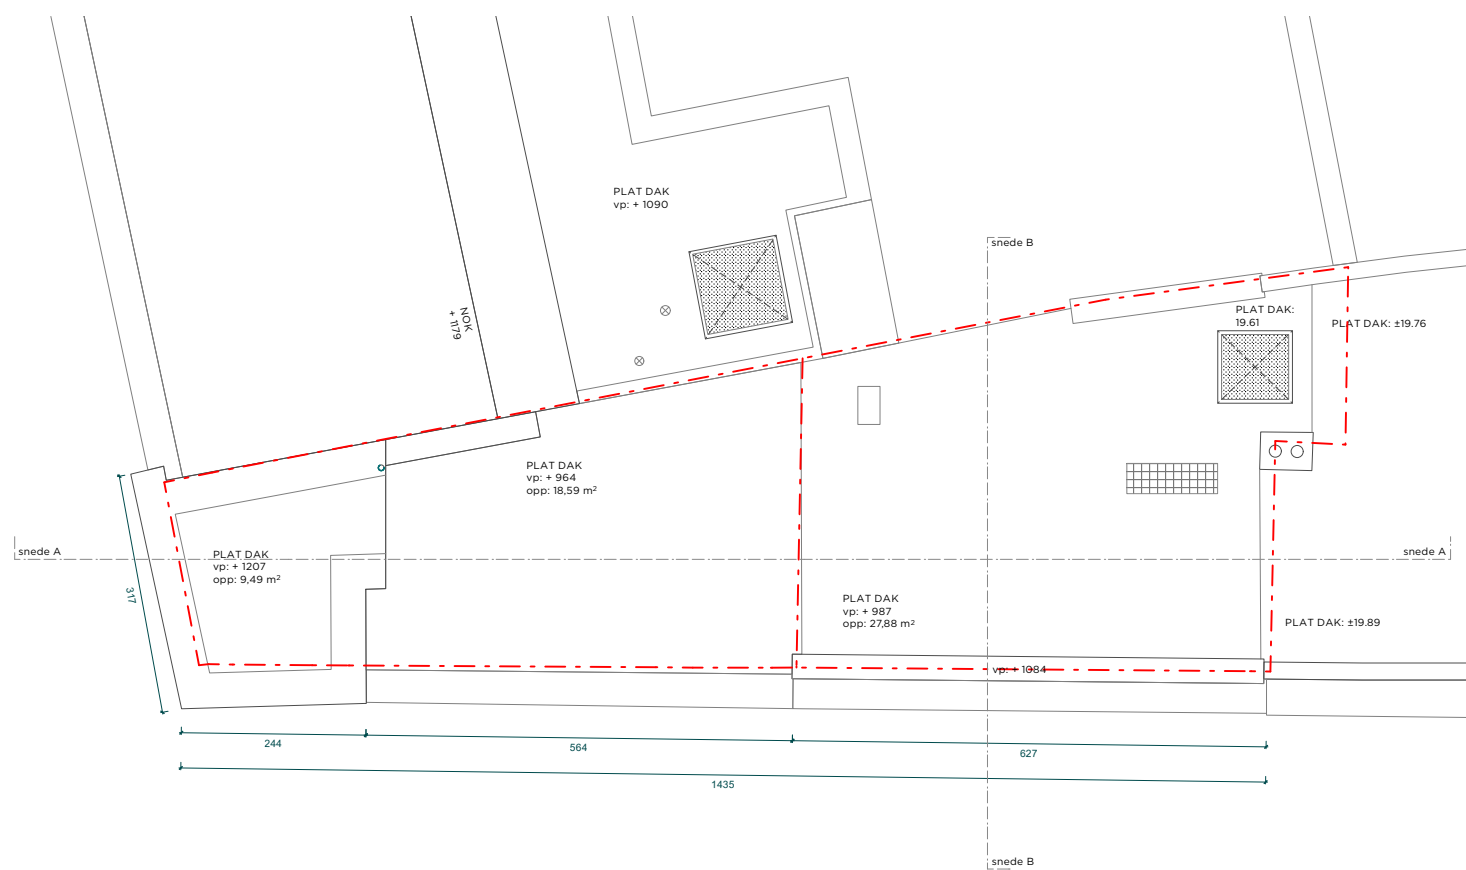 PLAT DAK
vp: + 1090
snede B
NOK
+ 1179
PLAT DAK:
19.61
PLAT DAK: ±19.76
PLAT DAK
vp: + 964
opp: 18,59 m²
snede A
snede A
PLAT DAK
vp: + 1207
opp: 9,49 m²
317
PLAT DAK
vp: + 987
opp: 27,88 m²
PLAT DAK: ±19.89
vp: + 1084
244
564
627
1435
snede B